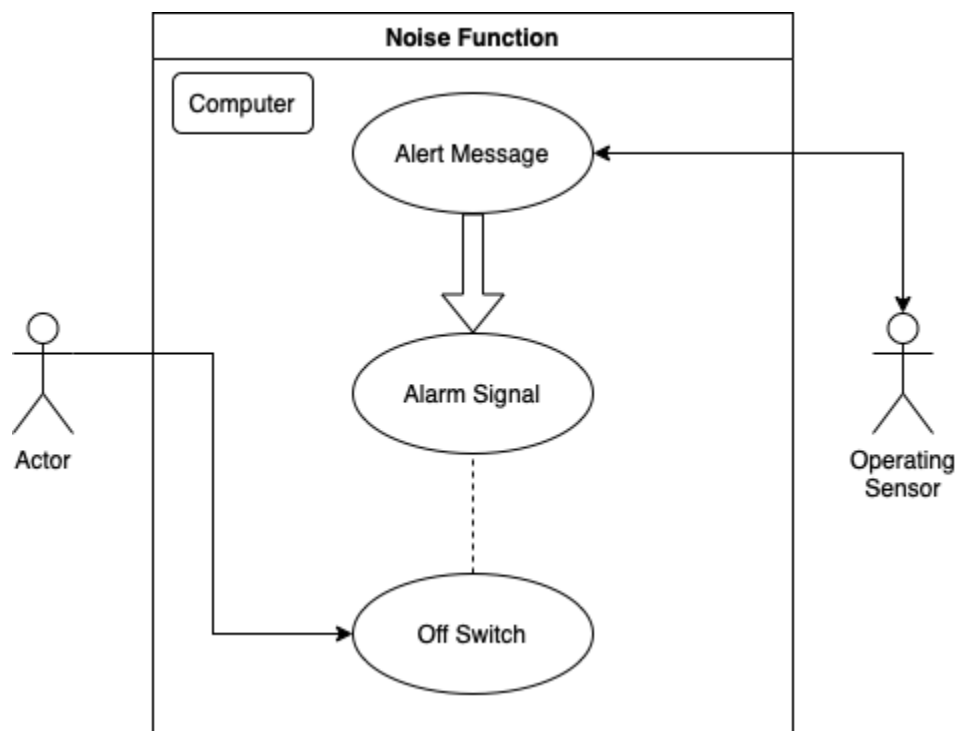 Noise Function
Computer
Alert Message
Alarm Signal
Actor
Operating
Sensor
Off Switch